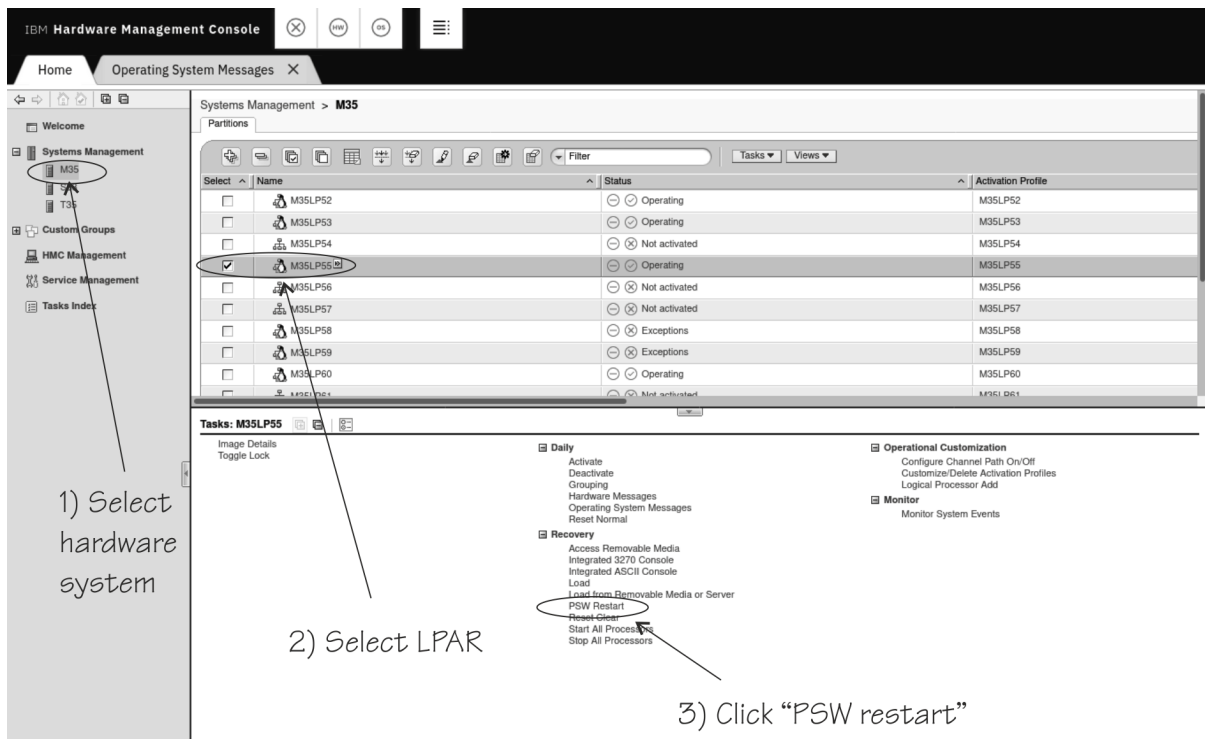 IBM Hardware Management Console
HW
OS
Home
Operating System Messages
Welcome
Systems Management
M35
T35
Custom Groups
HMC Management
Service Management
Tasks Index
Systems Management > M35
Partitions
Filter
Tasks
Views
Select Name Status Activation Profile
M35LP52 Operating M35LP52
M35LP53 Operating M35LP53
M35LP54 Not activated M35LP54
M35LP55 Operating M35LP55
M35LP56 Not activated M35LP56
M35LP57 Not activated M35LP57
M35LP58 Exceptions M35LP58
M35LP59 Exceptions M35LP59
M35LP60 Operating M35LP60
M35LP61 Not activated M35LP61
Tasks: M35LP55
Image Details
Toggle Lock
Daily
Activate
Deactivate
Grouping
Hardware Messages
Operating System Messages
Reset Normal
Recovery
Access Removable Media
Integrated 3270 Console
Integrated ASCII Console
Load
Load from Removable Media or Server
PSW Restart
Reset Clear
Start All Processors
Stop All Processors
Operational Customization
Configure Channel Path On/Off
Customize/Delete Activation Profiles
Logical Processor Add
Monitor
Monitor System Events
1) Select
hardware
system
2) Select LPAR
3) Click “PSW restart”